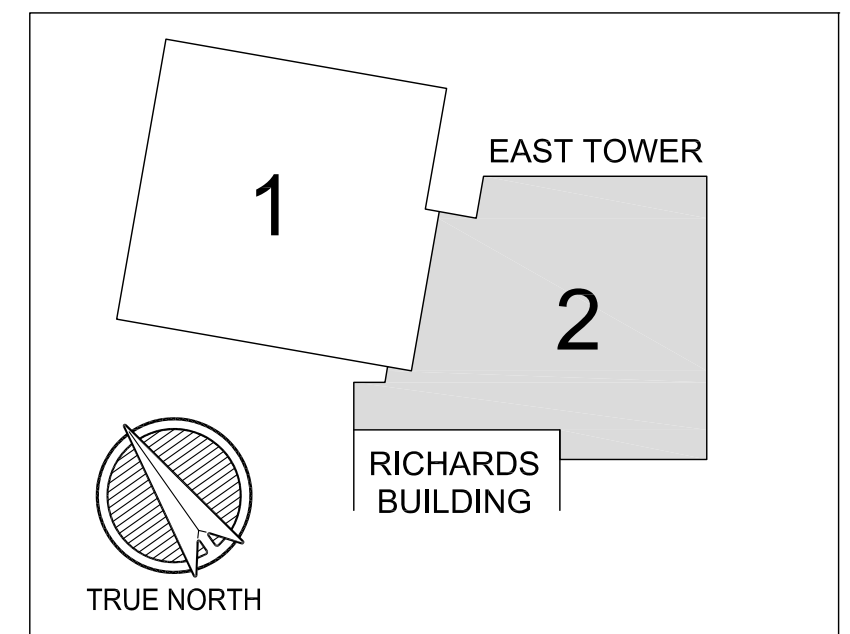 EAST TOWER
1
2
RICHARDS
BUILDING
TRUE NORTH